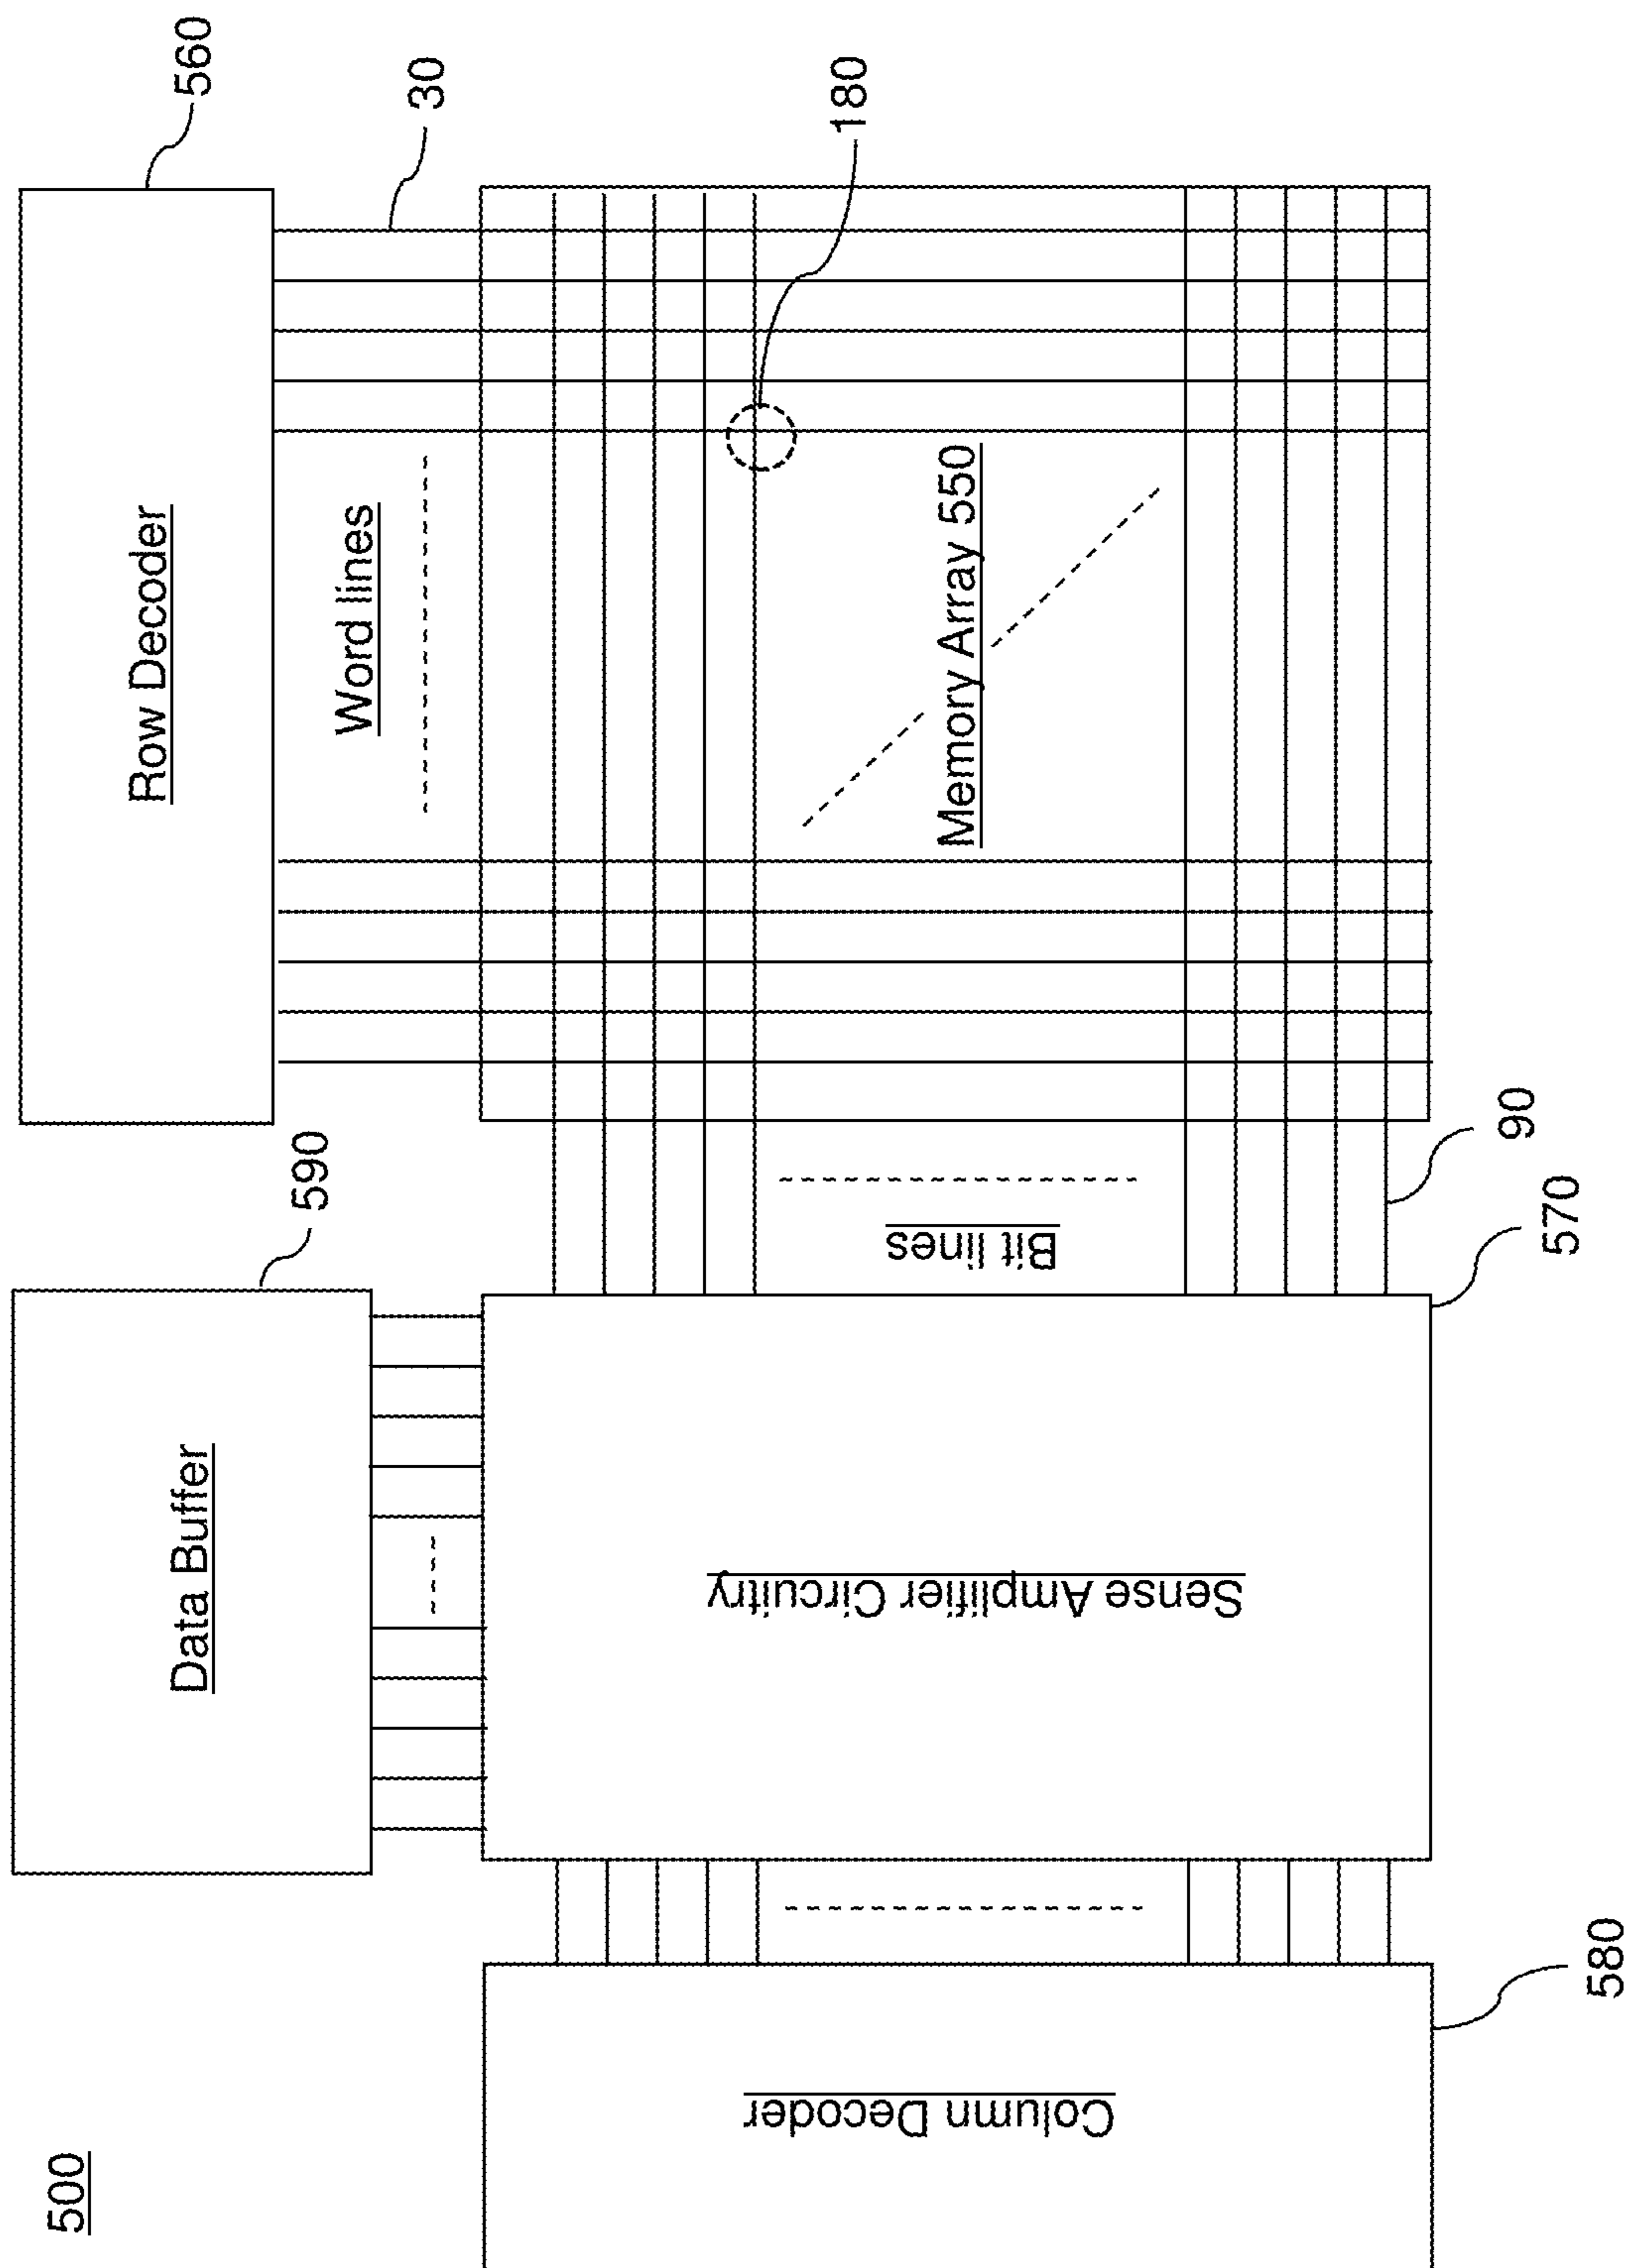 500
Data Buffer
590
Row Decoder
560
Word lines
30
180
Memory Array 550
Bit lines
90
Sense Amplifier Circuitry
570
Column Decoder
580